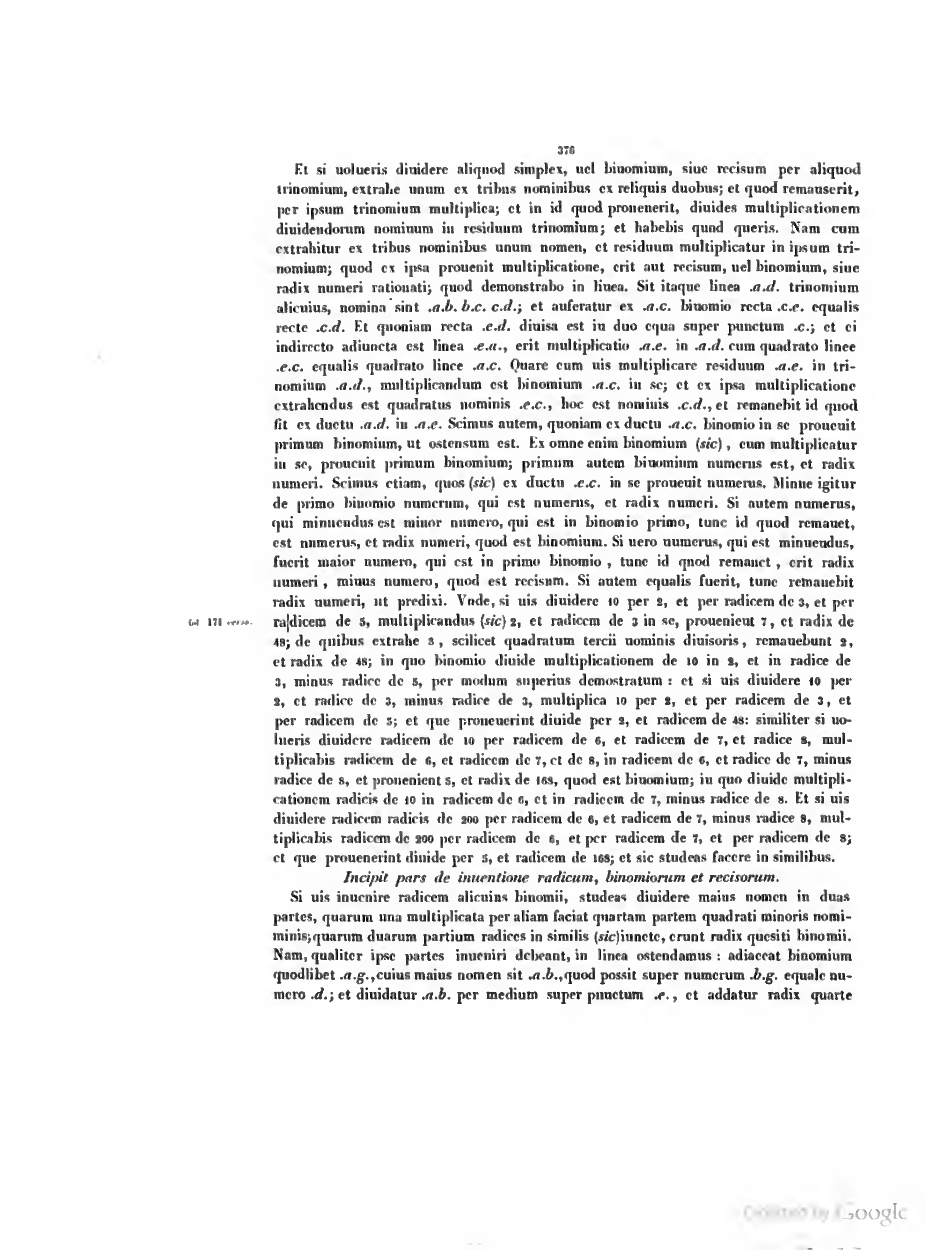 376
Et si uolueris diuidere aliquod simplex, uel binomium, siue recisum per aliquod
trinomium, extrahe unum ex tribus nominibus ex reliquis duobus; et quod remanserit,
per ipsum trinomium multiplica; et in id quod prouenerit, diuides multiplicationem
diuidendorum nominum in residuum trinomium; et habebis quod queris. Nam cum
extrahitur ex tribus nominibus unum nomen, et residuum multiplicatur in ipsum tri-
nomium; quod ex ipsa prouenit multiplicatione, erit aut recisum, uel binomium, siue
radix numeri ratiocinati; quod demonstrabo in linea. Sit itaque linea .a.d. trinomium
alicuius, nomina sint .a.b. b.c. c.d.; et auferatur ex .a.c. binomio recta .c.e. equalis
recte .c.d. Et quoniam recta .e.d. diuisa est in duo equa super punctum .c.; et ei
indirecto adiuncta est linea .e.a., erit multiplicatio .a.e. in .a.d. cum quadrato linee
.e.c. equalis quadrato linee .a.c. Quare cum uis multiplicare residuum .a.e. in tri-
nomium .a.d., multiplicandum est binomium .a.c. in se; et ex ipsa multiplicatione
extrahendus est quadratus nominis .e.c., hoc est nominis .c.d., et remanebit id quod
fit ex ductu .a.d. in .a.e. Scimus autem, quoniam ex ductu .a.c. binomio in se prouenit
primum binomium, ut ostensum est. Ex omne enim binomium (sic), cum multiplicatur
in se, prouenit primum binomium; primum autem binomium numerus est, et radix
numeri. Scimus etiam, quos (sic) ex ductu .e.c. in se prouenit numerus. Minue igitur
de primo binomio numerum, qui est numerus, et radix numeri. Si autem numerus,
qui minuendus est minor numero, qui est in binomio primo, tunc id quod remanet,
est numerus, et radix numeri, quod est binomium. Si uero numerus, qui est minuendus,
fuerit maior numero, qui est in primo binomio, tunc id quod remanet, erit radix
numeri, minus numero, quod est recisum. Si autem equalis fuerit, tunc remanebit
radix numeri, ut predixi. Vnde, si uis diuidere 10 per 2, et per radicem de 3, et per
fol. 171 verso.
ra|dicem de 5, multiplicandus (sic) 2, et radicem de 3 in se, prouenient 7, et radix de
48; de quibus extrahe 5, scilicet quadratum tercii nominis diuisoris, remanebunt 2,
et radix de 48; in quo binomio diuide multiplicationem de 10 in 2, et in radice de
3, minus radice de 5, per modum superius demostratum : et si uis diuidere 10 per
2, et radice de 3, minus radice de 3, multiplica 10 per 2, et per radicem de 3, et
per radicem de 5; et que prouenerint diuide per 2, et radicem de 48: similiter si uo-
lueris diuidere radicem de 10 per radicem de 6, et radicem de 7, et radice 8, mul-
tiplicabis radicem de 6, et radicem de 7, et de 8, in radicem de 6, et radice de 7, minus
radice de 8, et prouenient 5, et radix de 168, quod est binomium; in quo diuide multipli-
cationem radicis de 10 in radicem de 6, et in radicem de 7, minus radice de 8. Et si uis
diuidere radicem radicis de 200 per radicem de 6, et radicem de 7, minus radice 8, mul-
tiplicabis radicem de 200 per radicem de 6, et per radicem de 7, et per radicem de 8;
et que prouenerint diuide per 5, et radicem de 168; et sic studeas facere in similibus.
Incipit pars de inuentione radicum, binomiorum et recisorum.
Si uis inuenire radicem alicuius binomii, studeas diuidere maius nomen in duas
partes, quarum una multiplicata per aliam faciat quartam partem quadrati minoris nomi-
minis; quarum duarum partium radices in similis (sic) iuncte, erunt radix quesiti binomii.
Nam, qualiter ipse partes inueniri debeant, in linea ostendamus : adiaceat binomium
quodlibet .a.g., cuius maius nomen sit .a.b., quod possit super numerum .b.g. equale nu-
mero .d.; et diuidatur .a.b. per medium super punctum .e., et addatur radix quarte
Digitized by Google